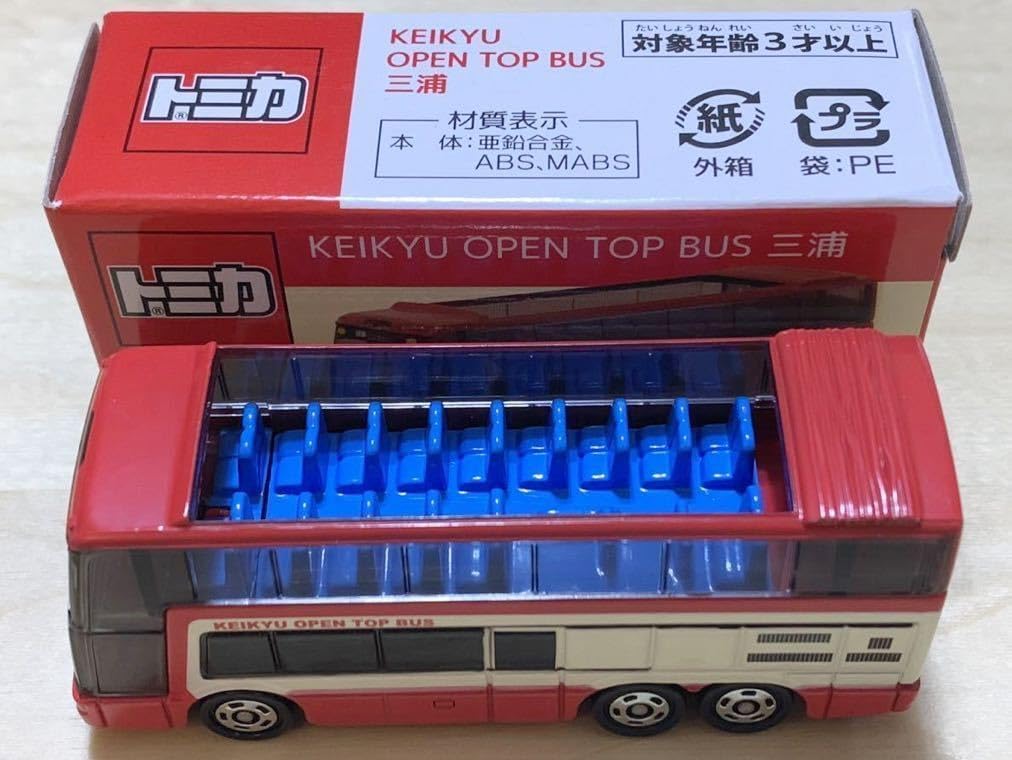 トミカ®
KEIKYU
OPEN TOP BUS
三浦
たいしょうねんれい さいいじょう
対象年齢3才以上
材質表示
本 体:亜鉛合金、
ABS、MABS
紙
外箱
プラ
袋:PE
トミカ®
KEIKYU OPEN TOP BUS 三浦
KEIKYU OPEN TOP BUS